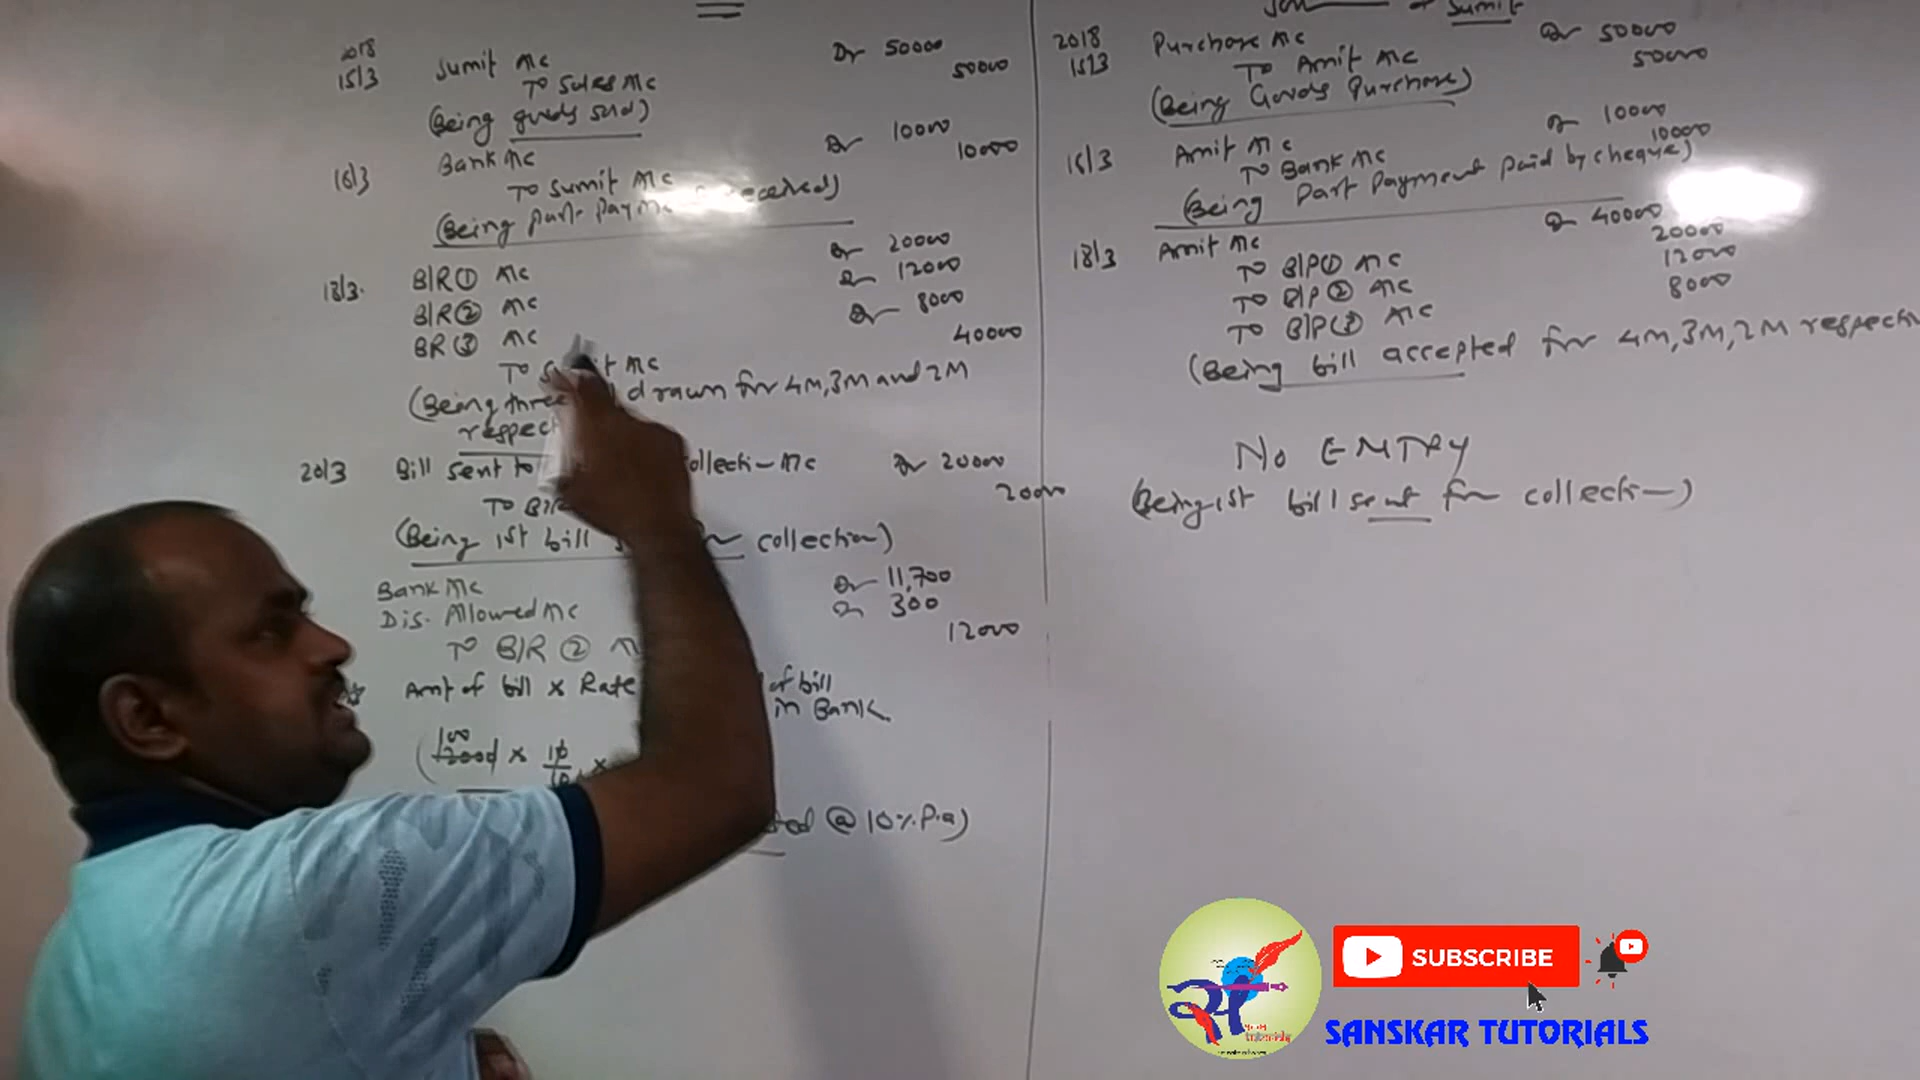 2018
15/3 Sumit A/c Dr 50000
To Sales A/c 50000
(Being goods sold)
16/3 Bank A/c Dr 10000
To Sumit A/c 10000
(Being part payme received)
18/3. B/R① A/c Dr 20000
B/R② A/c Dr 12000
BR③ A/c Dr 8000
To A/c 40000
(Being three drawn for 4M,3M and 2M
20/3 Bill sent to A/c Dr 20000
To 20000
(Being 1st bill collection)
Bank A/c Dr 11,700
Dis. Allowed A/c Dr 300
To B/R② 12000
Amt of bill × Rate of bill
in Bank
× 10 ×
@ 10% P.a)
Sumit
2018
15/3 Purchase A/c Dr 50000
To Amit A/c 50000
(Being Goods Purchase)
16/3 Amit A/c Dr 10000
To Bank A/c 10000
(Being Part Payment paid by cheque)
18/3 Amit A/c Dr 40000
To B/P① A/c 20000
To B/P② A/c 12000
To B/P③ A/c 8000
(Being bill accepted for 4M,3M,2M
NO ENTRY
(Being 1st bill sent for collection)
SUBSCRIBE
SANSKAR TUTORIALS